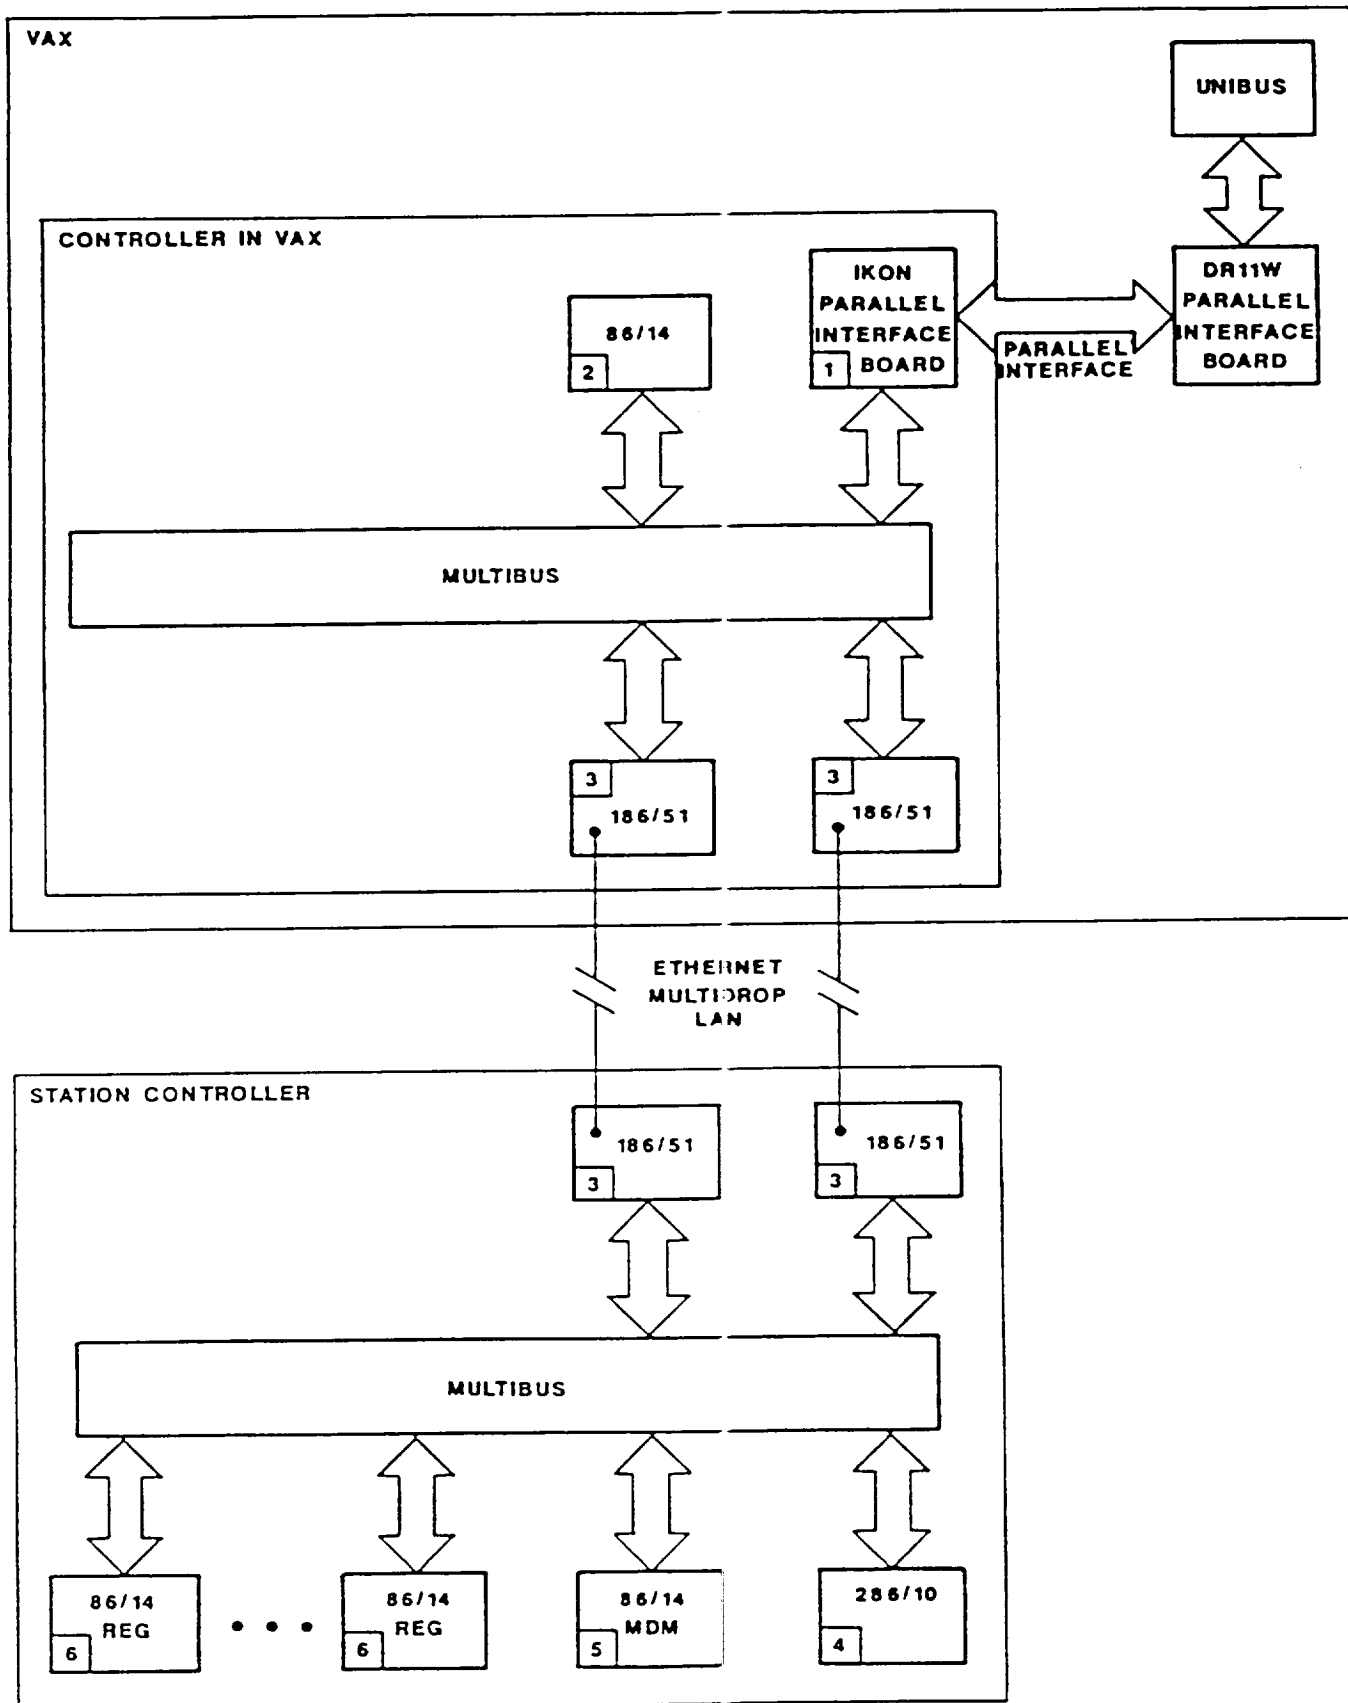 VAX
UNIBUS
CONTROLLER IN VAX
86/14
2
IKON
PARALLEL
INTERFACE
BOARD
1
PARALLEL
INTERFACE
DR11W
PARALLEL
INTERFACE
BOARD
MULTIBUS
3
186/51
3
186/51
ETHERNET
MULTIDROP
LAN
STATION CONTROLLER
186/51
3
186/51
3
MULTIBUS
86/14
REG
6
86/14
REG
6
86/14
MDM
5
286/10
4